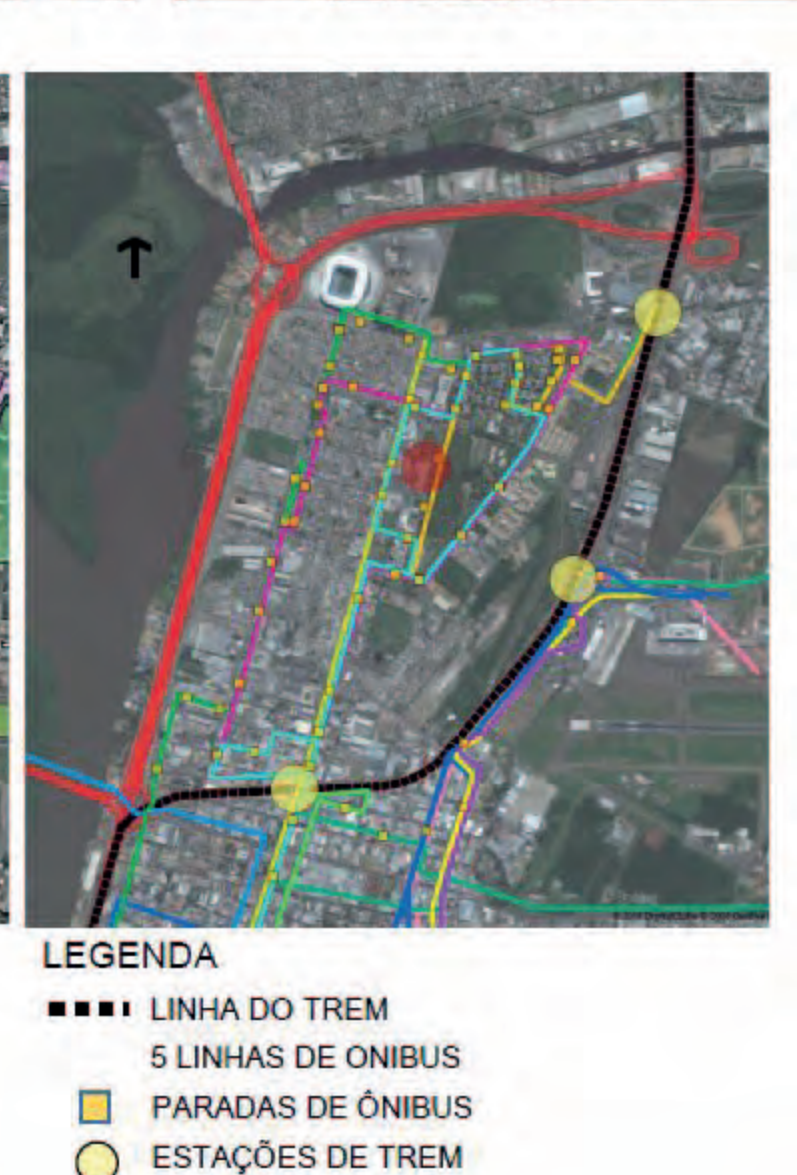 LEGENDA
LINHA DO TREM
5 LINHAS DE ONIBUS
PARADAS DE ÔNIBUS
ESTAÇÕES DE TREM